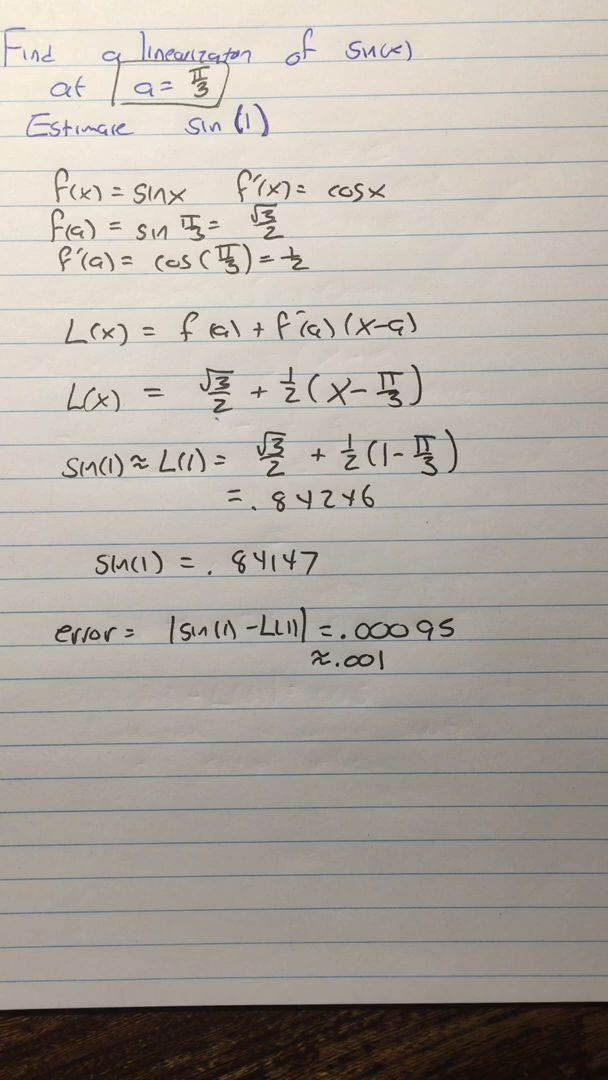 Find a linearizaton of sin(x)
at a = π/3
Estimate sin(1)
f(x) = sinx f'(x) = cosx
f(a) = sin π/3 = √3/2
f'(a) = cos(π/3) = 1/2
L(x) = f(a) + f'(a)(x-a)
L(x) = √3/2 + 1/2(x - π/3)
sin(1) ≈ L(1) = √3/2 + 1/2(1 - π/3)
= .84246
sin(1) = .84147
error = |sin(1) - L(1)| = .00095
≈ .001